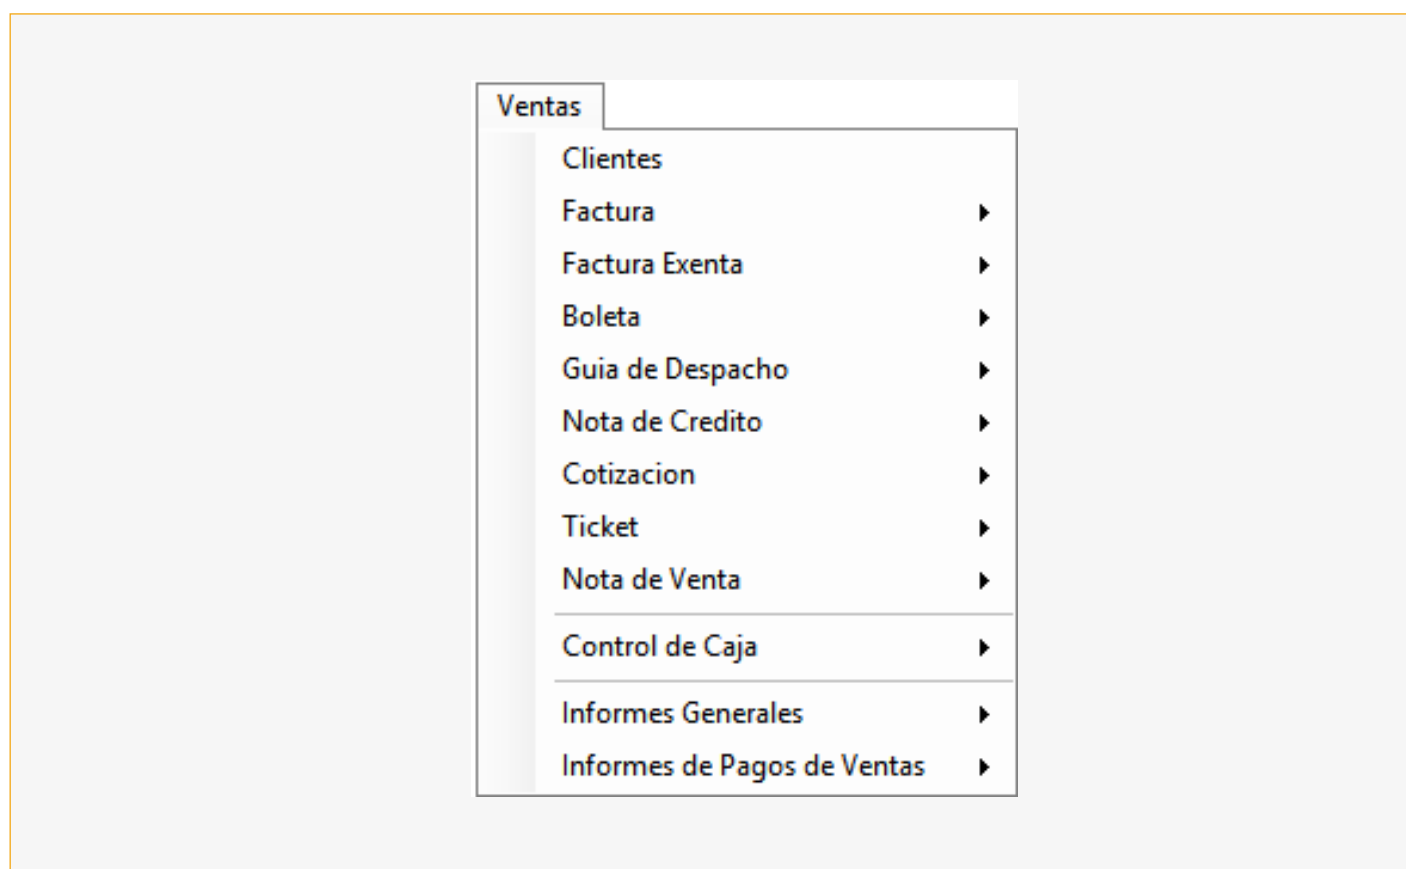 Ventas
Clientes
Factura
Factura Exenta
Boleta
Guia de Despacho
Nota de Credito
Cotizacion
Ticket
Nota de Venta
Control de Caja
Informes Generales
Informes de Pagos de Ventas